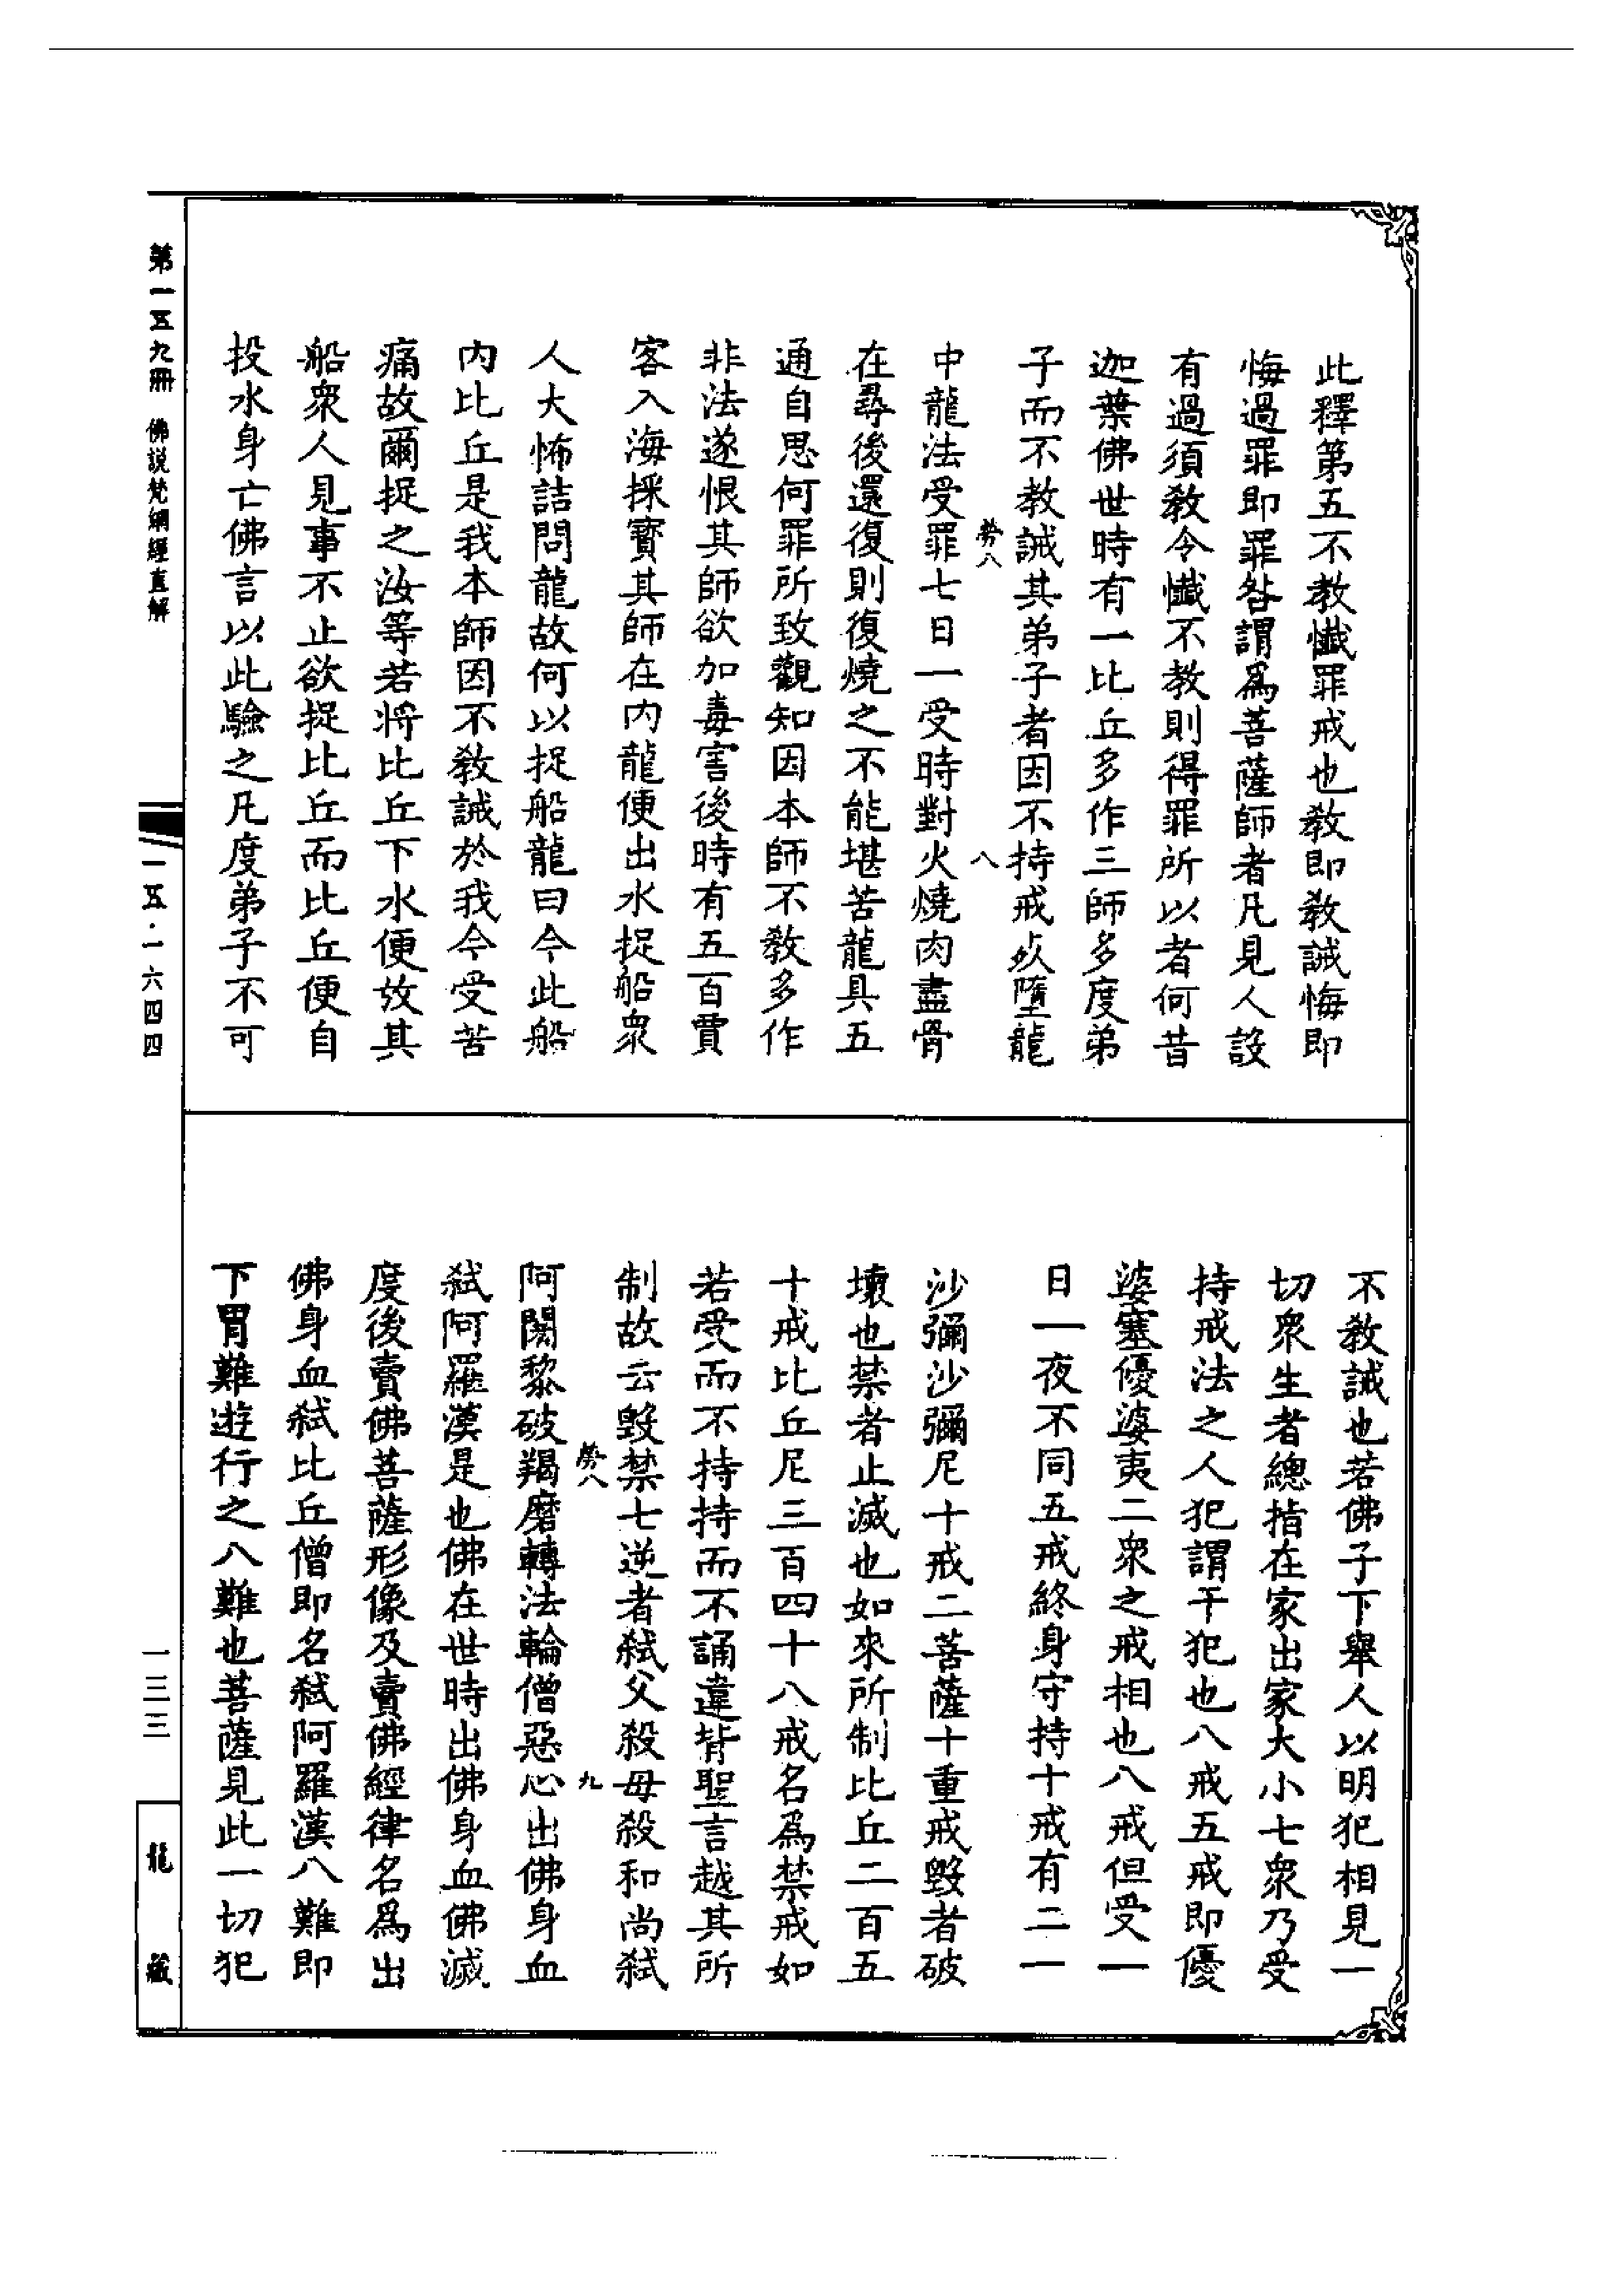 此釋第五不教懺罪戒也教即教誡悔即
悔過罪即罪咎謂爲菩薩師者凡見人設
有過須教令懺不教則得罪所以者何昔
迦葉佛世時有一比丘多作三師多度弟
子而不教誡其弟子者因不持戒故墮龍
勞八
八
中龍法受罪七日一受時對火燒肉盡骨
在尋後還復則復燒之不能堪苦龍具五
通自思何罪所致觀知因本師不教多作
非法遂恨其師欲加毒害後時有五百賈
客入海採寶其師在内龍便出水捉船衆
人大怖詰問龍故何以捉船龍曰今此船
内比丘是我本師因不教誡於我今受苦
痛故爾捉之汝等若將比丘下水便放其
船衆人見事不止欲捉比丘而比丘便自
投水身亡佛言以此驗之凡度弟子不可
不教誡也若佛子下舉人以明犯相見一
切衆生者總指在家出家大小七衆乃受
持戒法之人犯謂干犯也八戒五戒即優
婆塞優婆夷二衆之戒相也八戒但受一
日一夜不同五戒終身守持十戒有二一
沙彌沙彌尼十戒二菩薩十重戒毀者破
壞也禁者止滅也如來所制比丘二百五
十戒比丘尼三百四十八戒名爲禁戒如
若受而不持持而不誦違背聖言越其所
制故云毀禁七逆者弒父殺母殺和尚弒
勞八
九
阿闍黎破羯磨轉法輪僧惡心出佛身血
弒阿羅漢是也佛在世時出佛身血佛滅
度後賣佛菩薩形像及賣佛經律名爲出
佛身血弒比丘僧即名弒阿羅漢八難即
下胃難遊行之八難也菩薩見此一切犯
第一五九冊 佛説梵綱經直解
一五·一六四四
一三三
龍藏